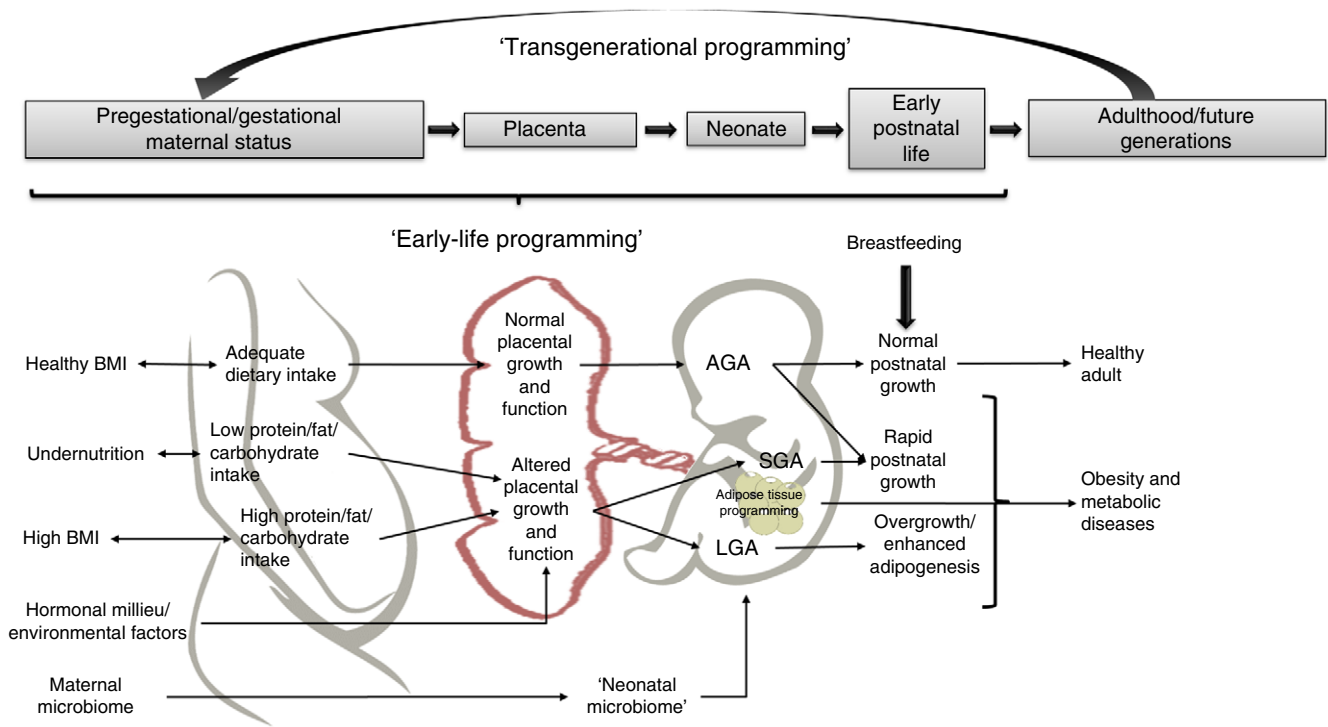 ‘Transgenerational programming’
Pregestational/gestational
maternal status
Placenta
Neonate
Early
postnatal
life
Adulthood/future
generations
‘Early-life programming’
Breastfeeding
Healthy BMI
Adequate
dietary intake
Normal
placental
growth
and
function
AGA
Normal
postnatal
growth
Healthy
adult
Undernutrition
Low protein/fat/
carbohydrate
intake
Altered
placental
growth
and
function
SGA
Rapid
postnatal
growth
Adipose tissue
programming
Obesity and
metabolic
diseases
High BMI
High protein/fat/
carbohydrate
intake
LGA
Overgrowth/
enhanced
adipogenesis
Hormonal millieu/
environmental factors
Maternal
microbiome
‘Neonatal
microbiome’